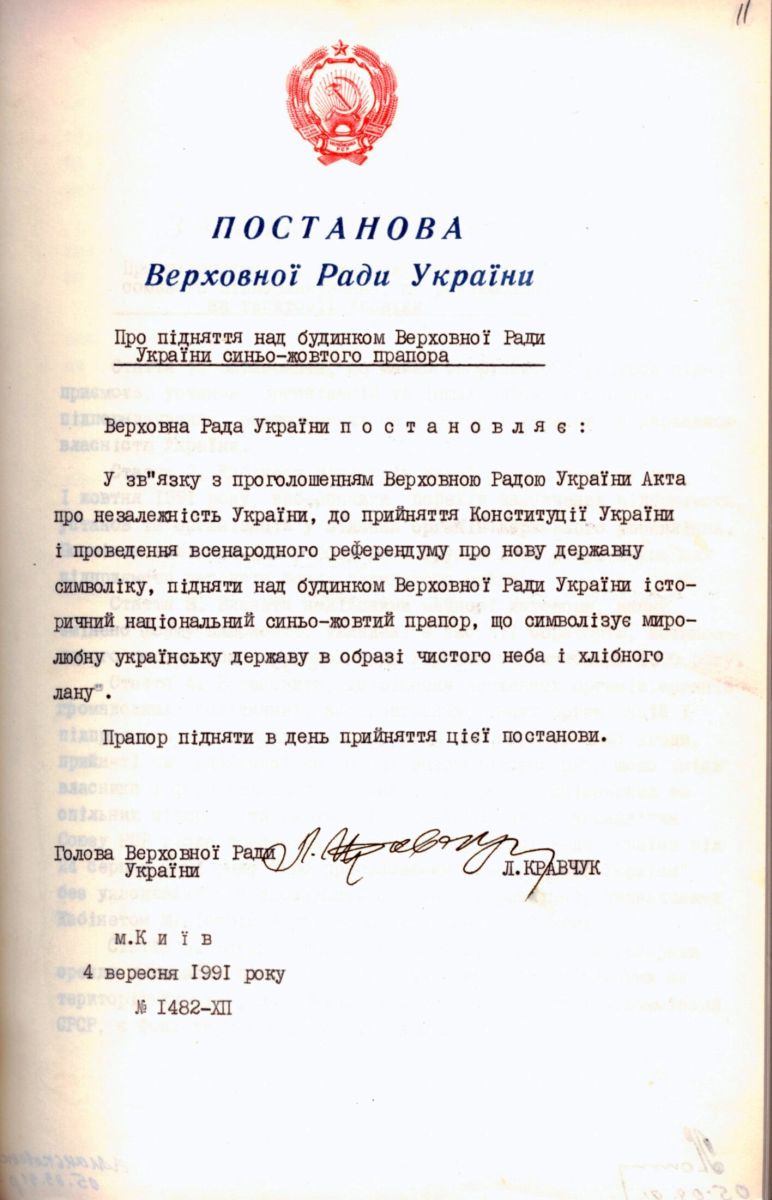 11
ПОСТАНОВА
Верховної Ради України
Про підняття над будинком Верховної Ради
України синьо-жовтого прапора
Верховна Рада України п о с т а н о в л я є :
У зв"язку з проголошенням Верховною Радою України Акта
про незалежність України, до прийняття Конституції України
і проведення всенародного референдуму про нову державну
символіку, підняти над будинком Верховної Ради України істо-
ричний національний синьо-жовтий прапор, що символізує миро-
любну українську державу в образі чистого неба і хлібного
лану".
Прапор підняти в день прийняття цієї постанови.
Голова Верховної Ради
України Л.КРАВЧУК
м.К и ї в
4 вересня 1991 року
№ 1482-XII